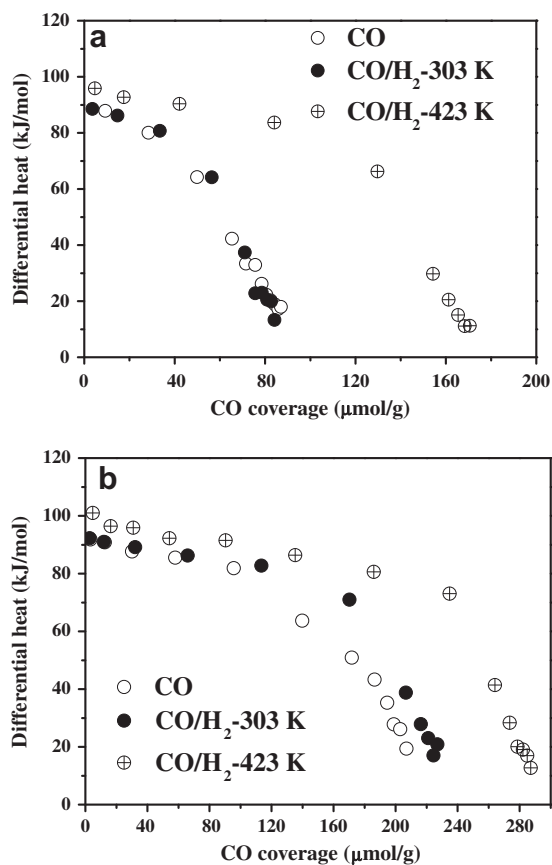 a
CO
CO/H₂-303 K
CO/H₂-423 K
120
100
80
60
40
20
0
Differential heat (kJ/mol)
0 40 80 120 160 200
CO coverage (μmol/g)
b
120
100
80
60
40
20
0
Differential heat (kJ/mol)
CO
CO/H₂-303 K
CO/H₂-423 K
0 40 80 120 160 200 240 280
CO coverage (μmol/g)